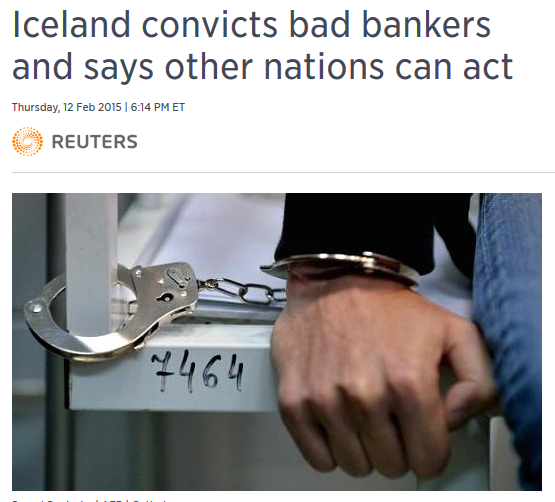 Iceland convicts bad bankers
and says other nations can act
Thursday, 12 Feb 2015 | 6:14 PM ET
REUTERS
7464